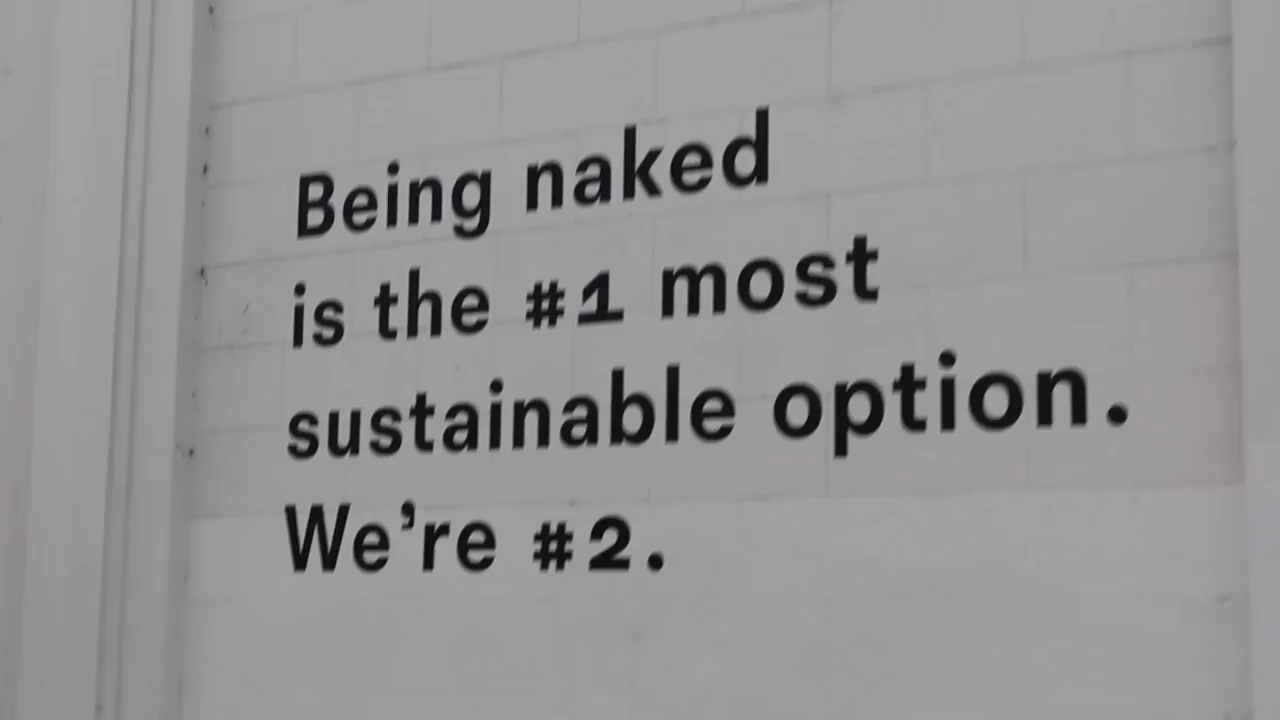 Being naked
is the #1 most
sustainable option.
We're #2.